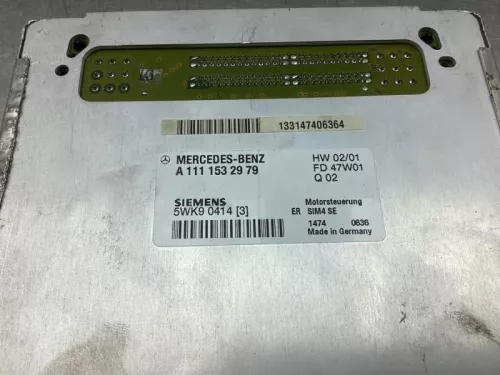 133147406364
MERCEDES-BENZ
A 111 153 29 79
HW 02/01
FD 47W01
Q 02
SIEMENS
5WK9 0414 [3]
Motorsteuerung
ER SIM4 SE
1474 0636
Made in Germany